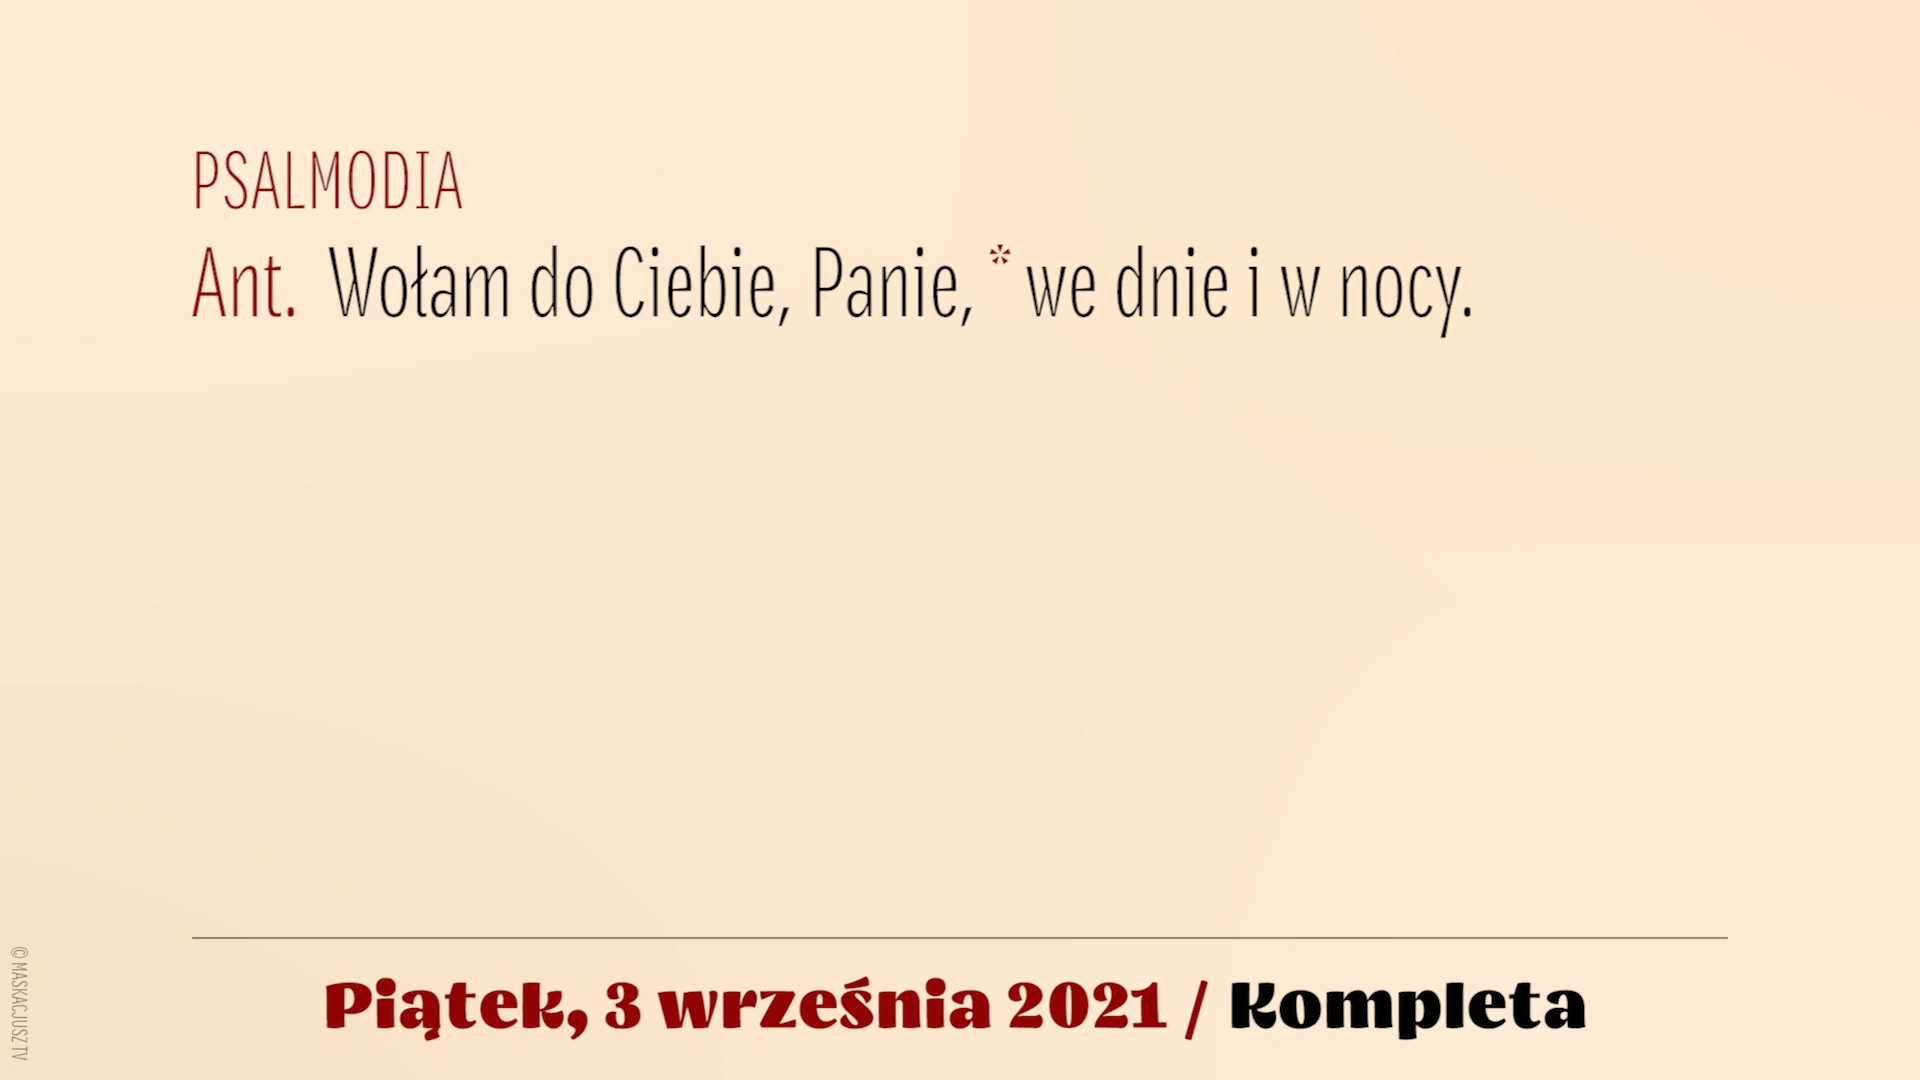 PSALMODIA
Ant. Wołam do Ciebie, Panie, * we dnie i w nocy.
Piątek, 3 września 2021 / Kompleta
© MASKACJUSZ TV